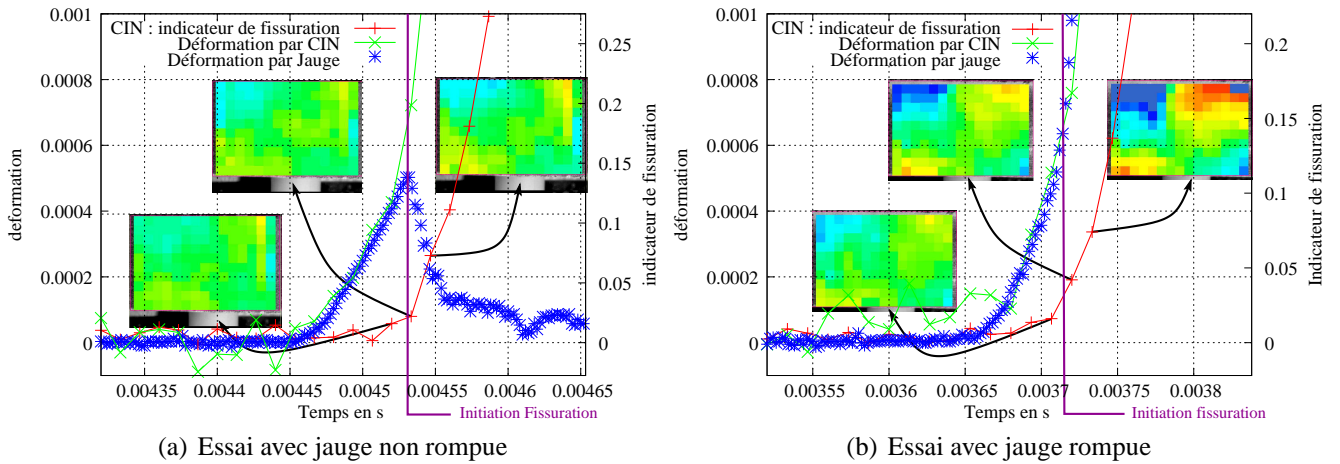 CIN : indicateur de fissuration
Déformation par CIN
Déformation par Jauge
0.001
0.0008
0.0006
0.0004
0.0002
0
déformation
0.25
0.2
0.15
0.1
0.05
0
indicateur de fissuration
0.00435
0.0044
0.00445
0.0045
0.00455
0.0046
0.00465
Temps en s
Initiation Fissuration
(a) Essai avec jauge non rompue
CIN : indicateur de fissuration
Déformation par CIN
Déformation par jauge
0.001
0.0008
0.0006
0.0004
0.0002
0
déformation
0.2
0.15
0.1
0.05
0
Indicateur de fissuration
0.00355
0.0036
0.00365
0.0037
0.00375
0.0038
Temps en s
Initiation fissuration
(b) Essai avec jauge rompue